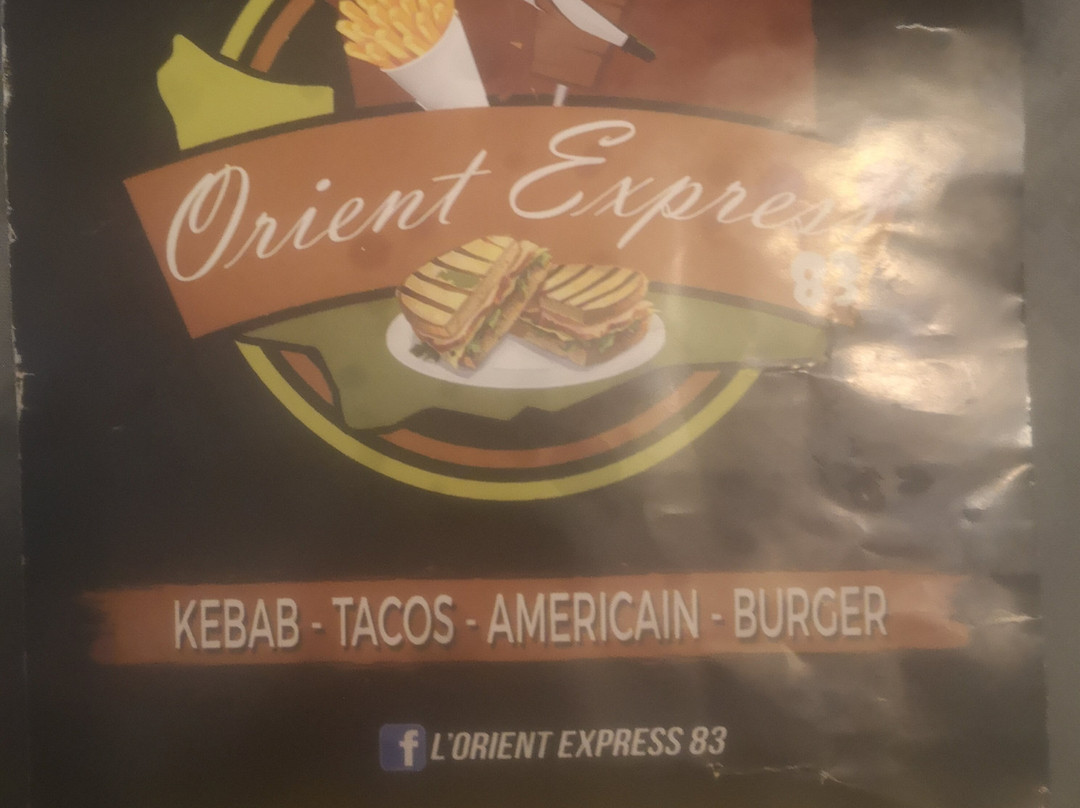 Orient Express
83
KEBAB - TACOS - AMERICAIN - BURGER
f L'ORIENT EXPRESS 83